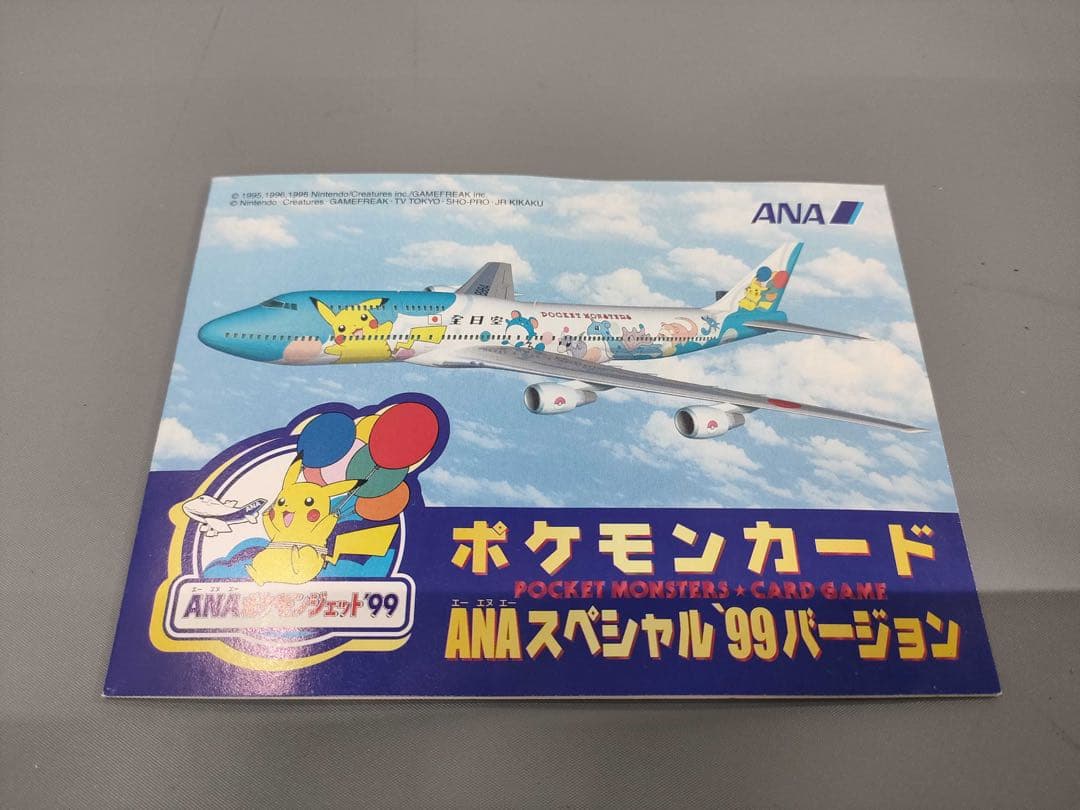 © 1995,1996,1998 Nintendo/Creatures inc./GAMEFREAK inc.
© Nintendo · Creatures · GAMEFREAK · TV TOKYO · SHO-PRO · JR KIKAKU
ANA
全日空
POCKET MONSTERS
ANA
エー エヌ エー
ANAポケモンジェット'99
ポケモンカード
POCKET MONSTERS★CARD GAME
エー エヌ エー
ANAスペシャル'99バージョン